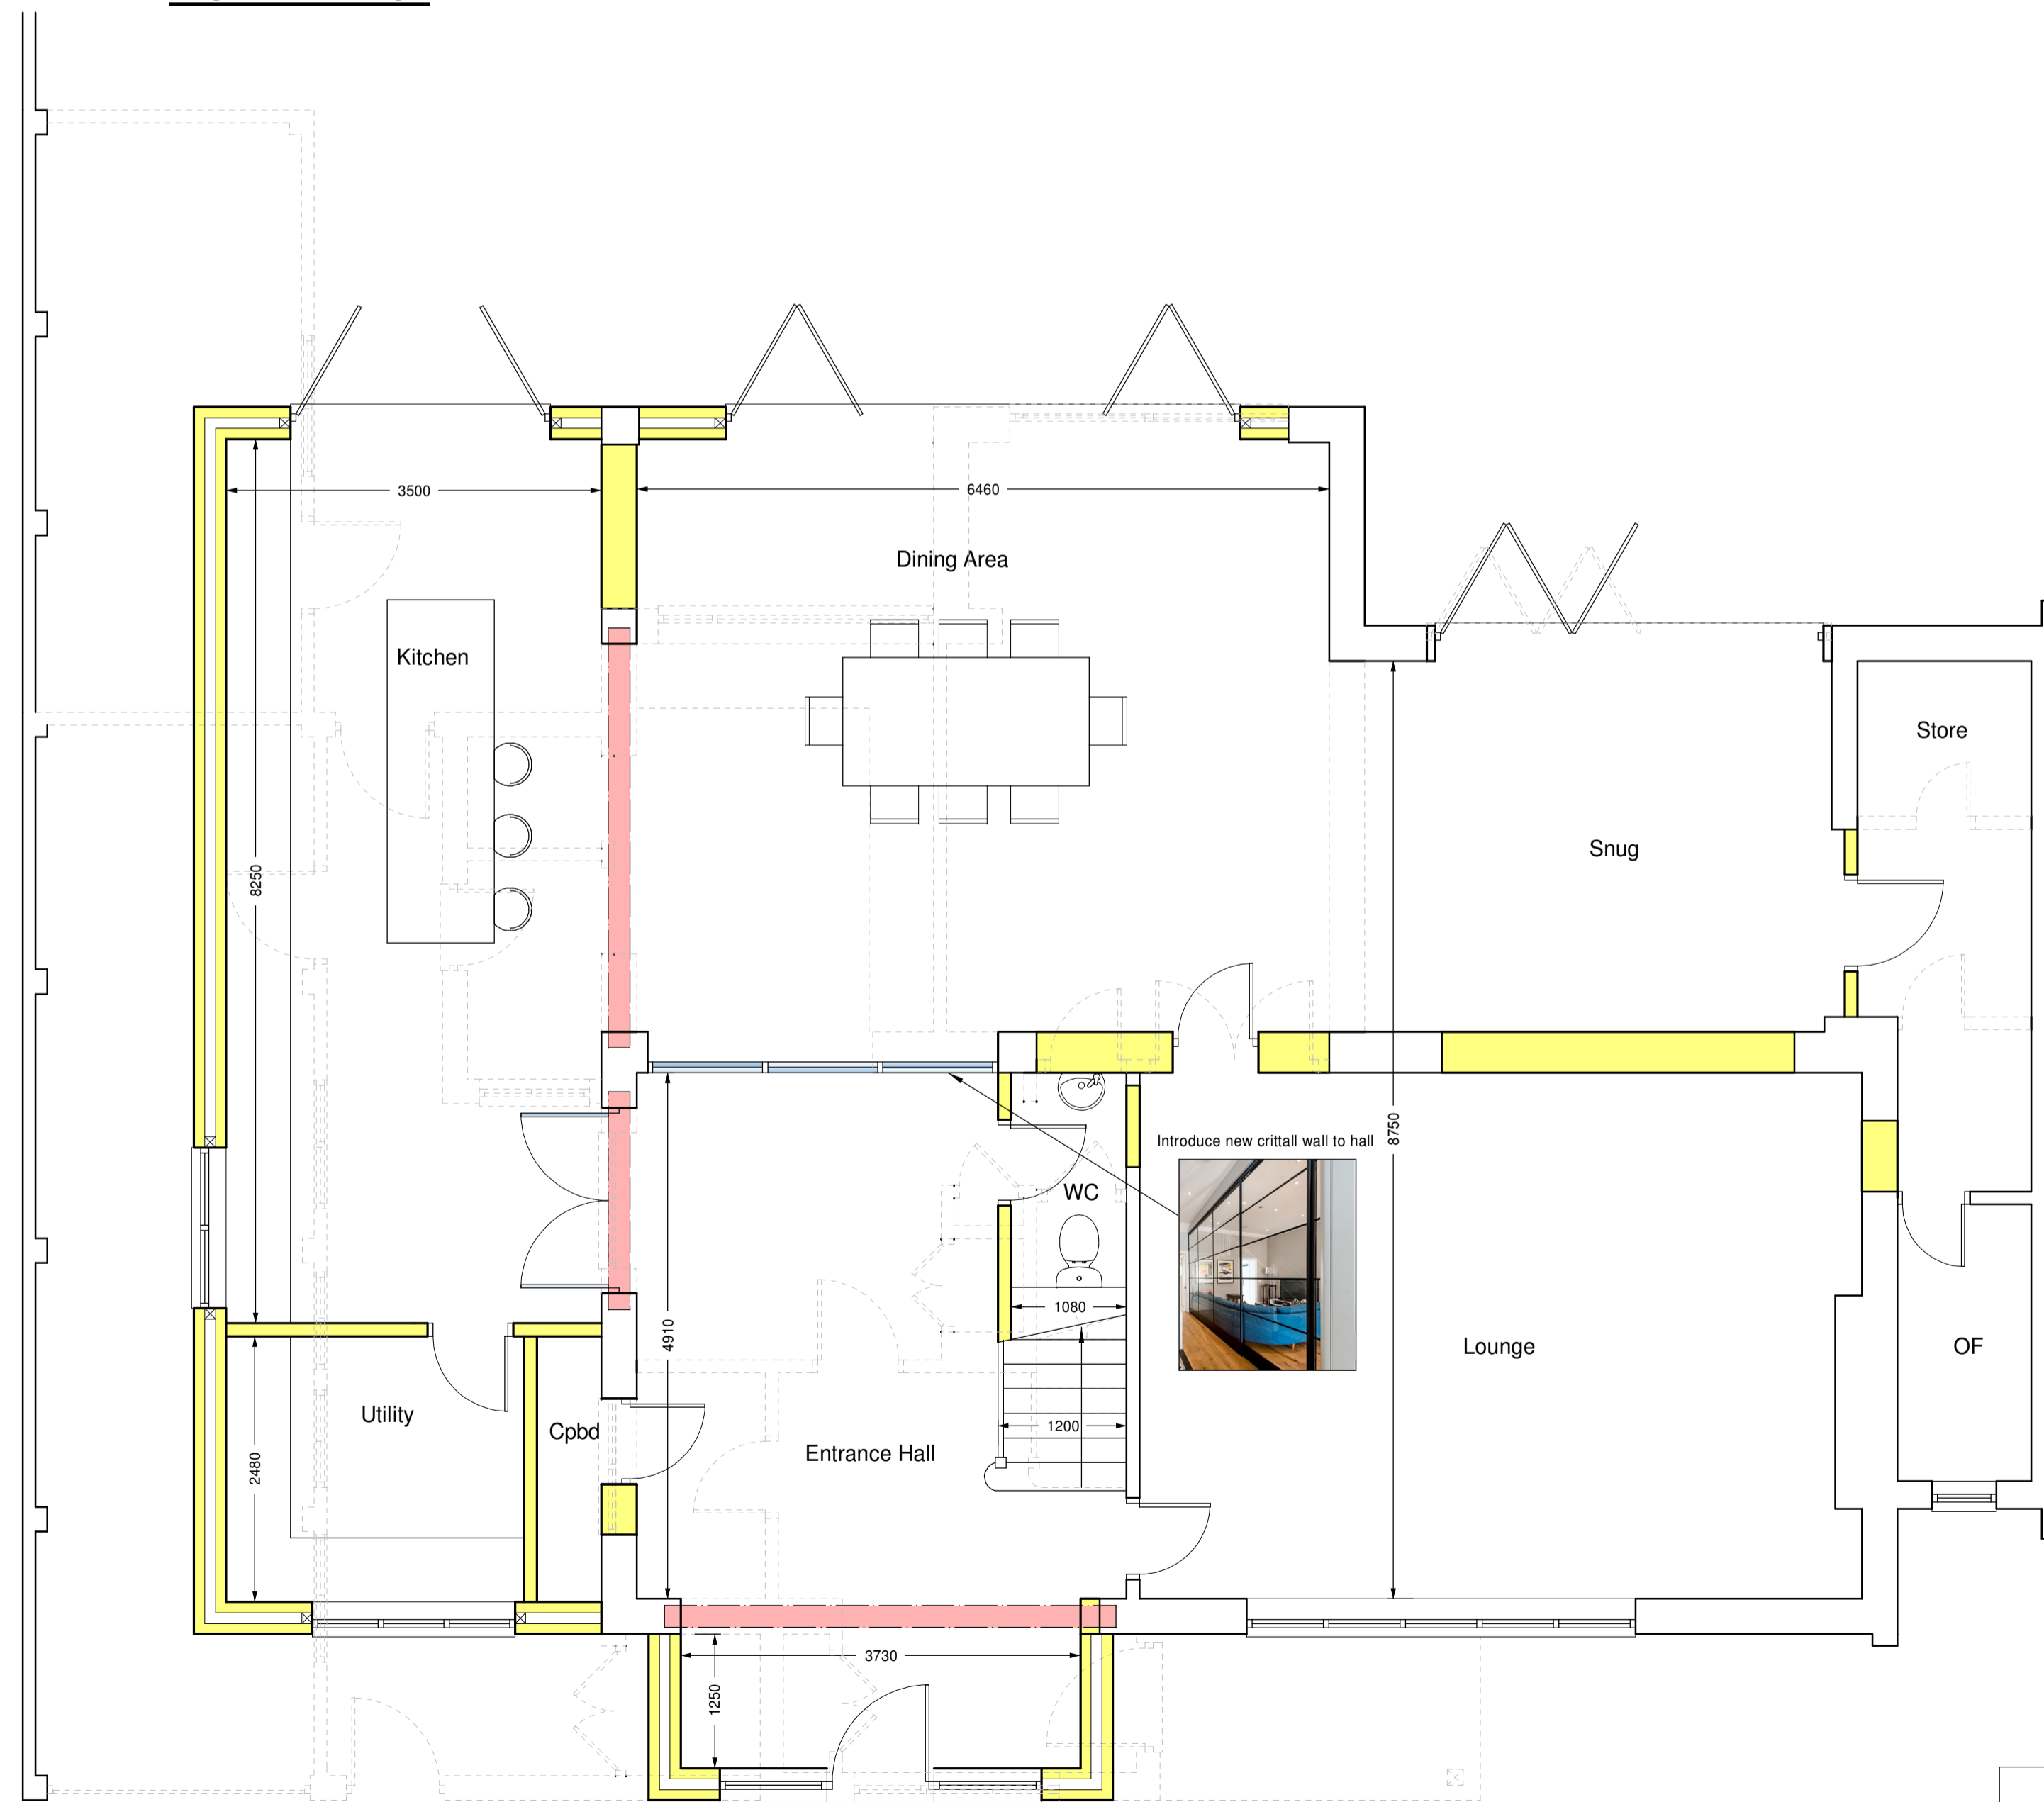 3500
6460
Dining Area
Kitchen
Store
Snug
8250
8750
Introduce new crittall wall to hall
WC
1080
4910
Lounge
OF
Utility
Cpbd
1200
Entrance Hall
2480
3730
1250